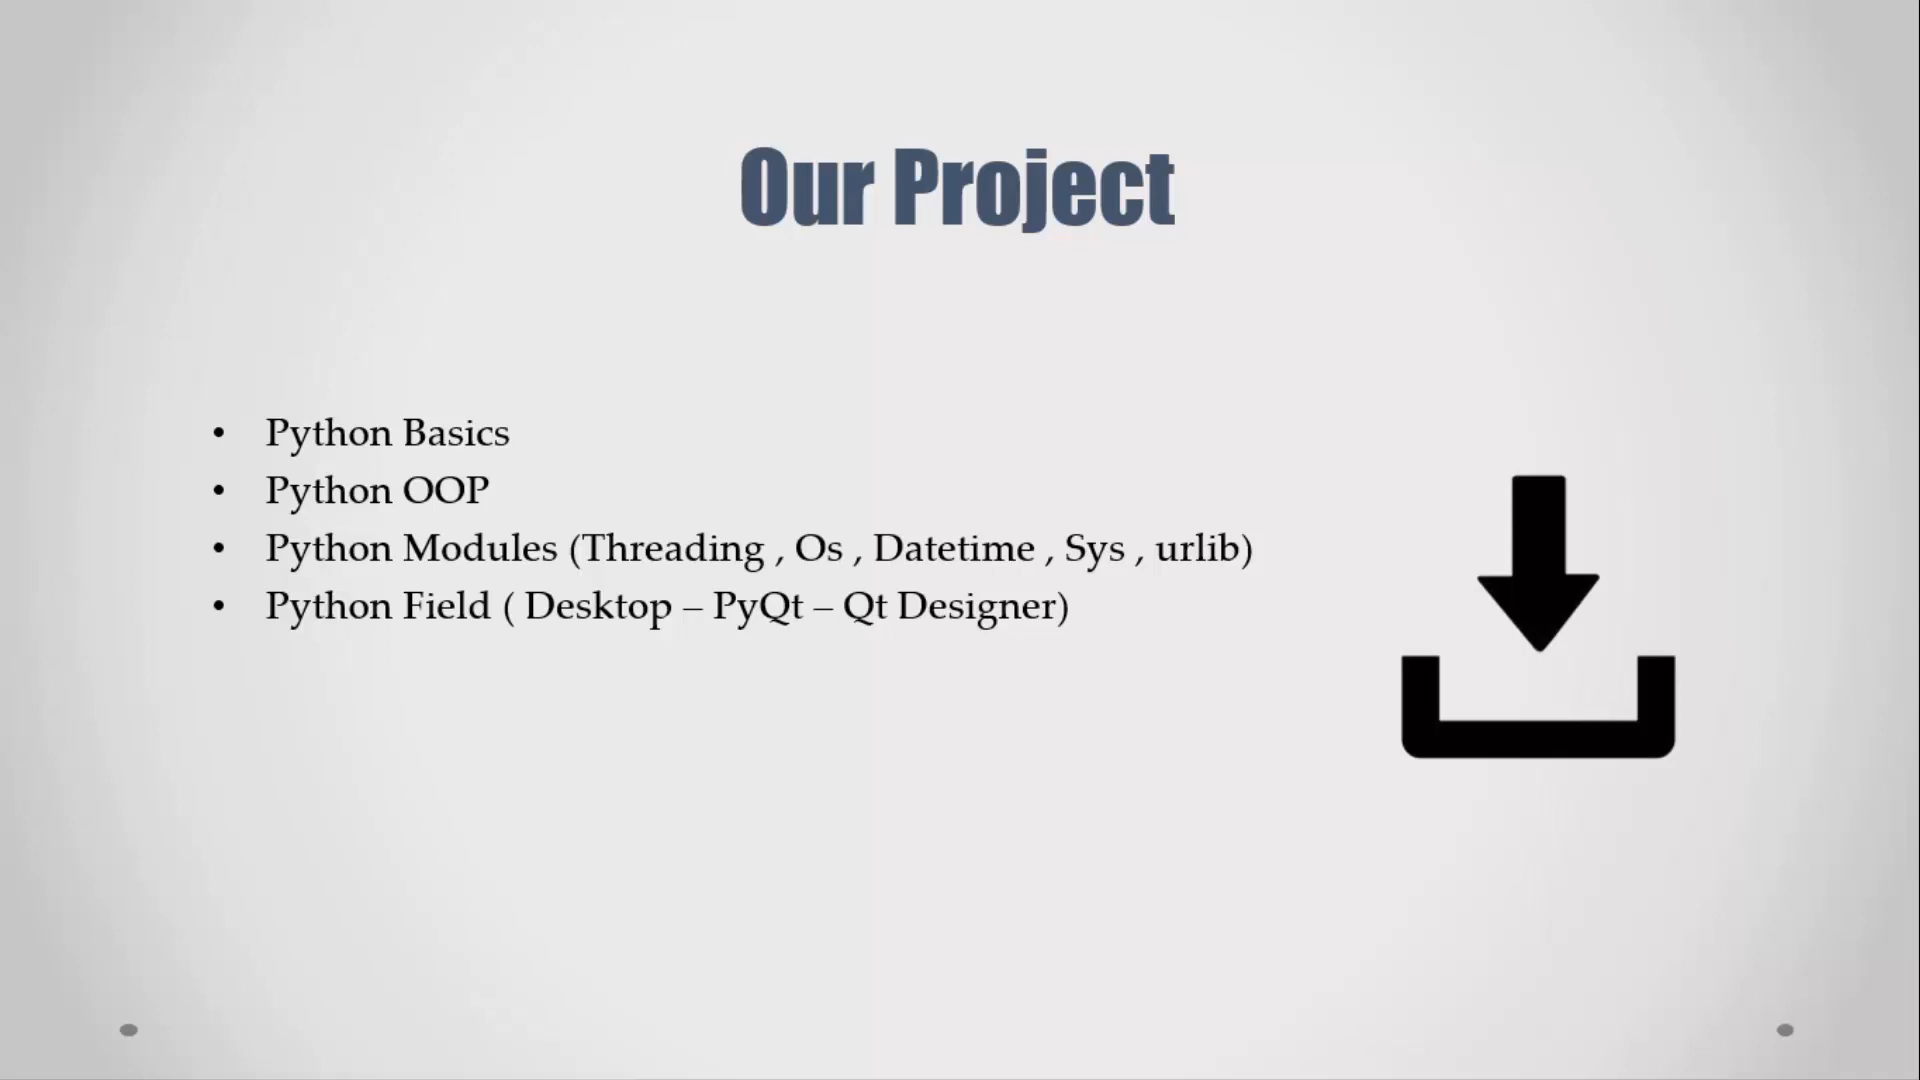 Our Project
• Python Basics
• Python OOP
• Python Modules (Threading , Os , Datetime , Sys , urlib)
• Python Field ( Desktop – PyQt – Qt Designer)